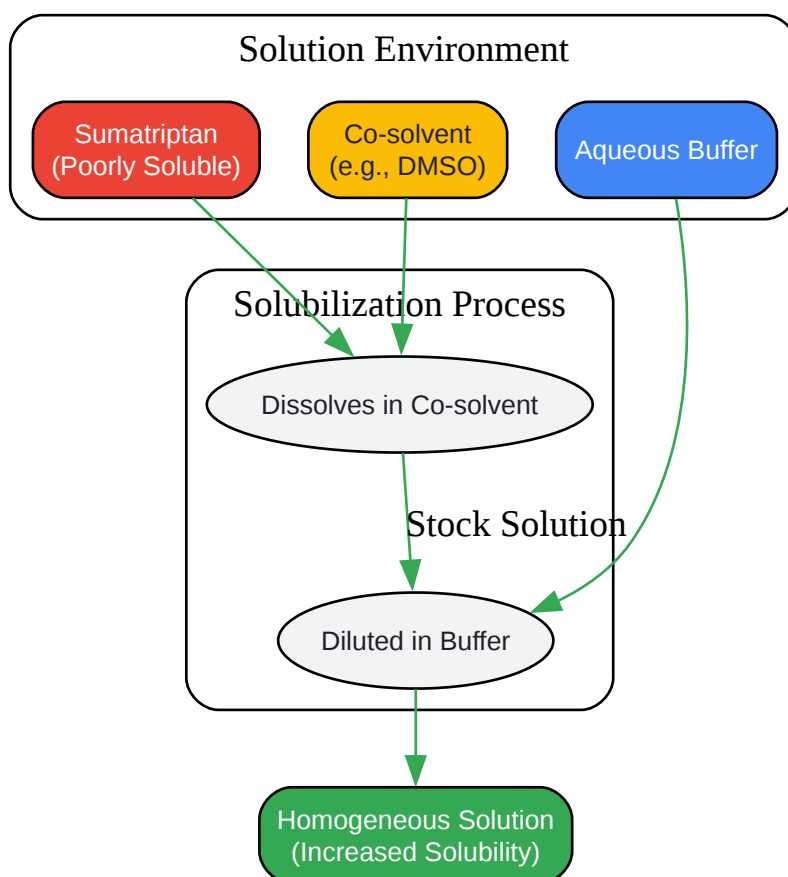 Solution Environment
Sumatriptan
(Poorly Soluble)
Co-solvent
(e.g., DMSO)
Aqueous Buffer
Solubilization Process
Dissolves in Co-solvent
Stock Solution
Diluted in Buffer
Homogeneous Solution
(Increased Solubility)